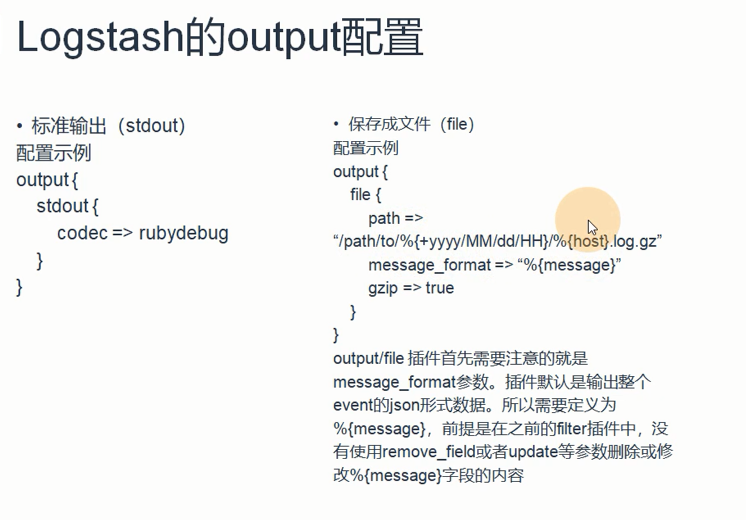 Logstash的output配置
• 标准输出（stdout）
配置示例
output {
stdout {
codec => rubydebug
}
}
• 保存成文件（file）
配置示例
output {
file {
path =>
“/path/to/%{+yyyy/MM/dd/HH}/%{host}.log.gz”
message_format => “%{message}”
gzip => true
}
}
output/file 插件首先需要注意的就是
message_format参数。插件默认是输出整个
event的json形式数据。所以需要定义为
%{message}，前提是在之前的filter插件中，没
有使用remove_field或者update等参数删除或修
改%{message}字段的内容